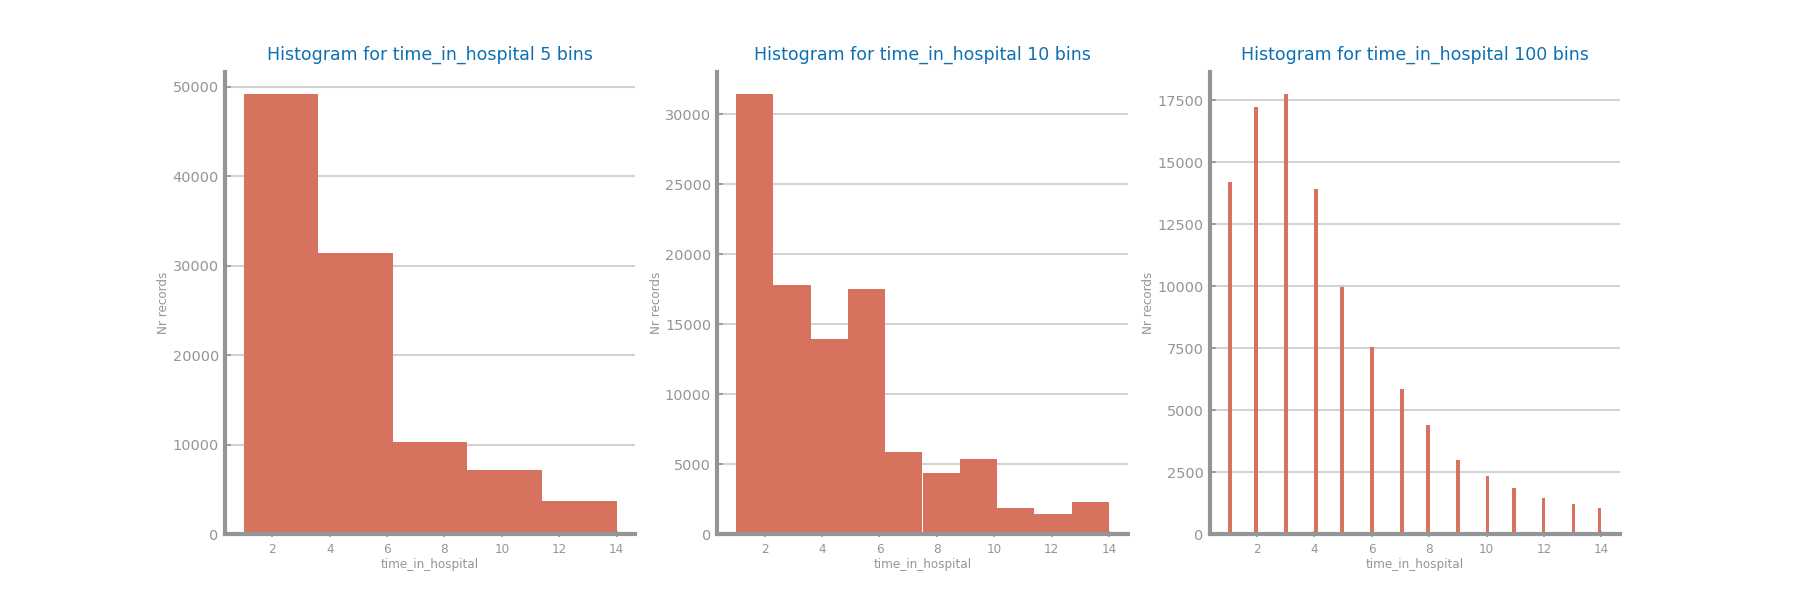 Histogram for time_in_hospital 5 bins
50000
40000
30000
20000
10000
0
Nr records
2 4 6 8 10 12 14
time_in_hospital
Histogram for time_in_hospital 10 bins
30000
25000
20000
15000
10000
5000
0
Nr records
2 4 6 8 10 12 14
time_in_hospital
Histogram for time_in_hospital 100 bins
17500
15000
12500
10000
7500
5000
2500
0
Nr records
2 4 6 8 10 12 14
time_in_hospital